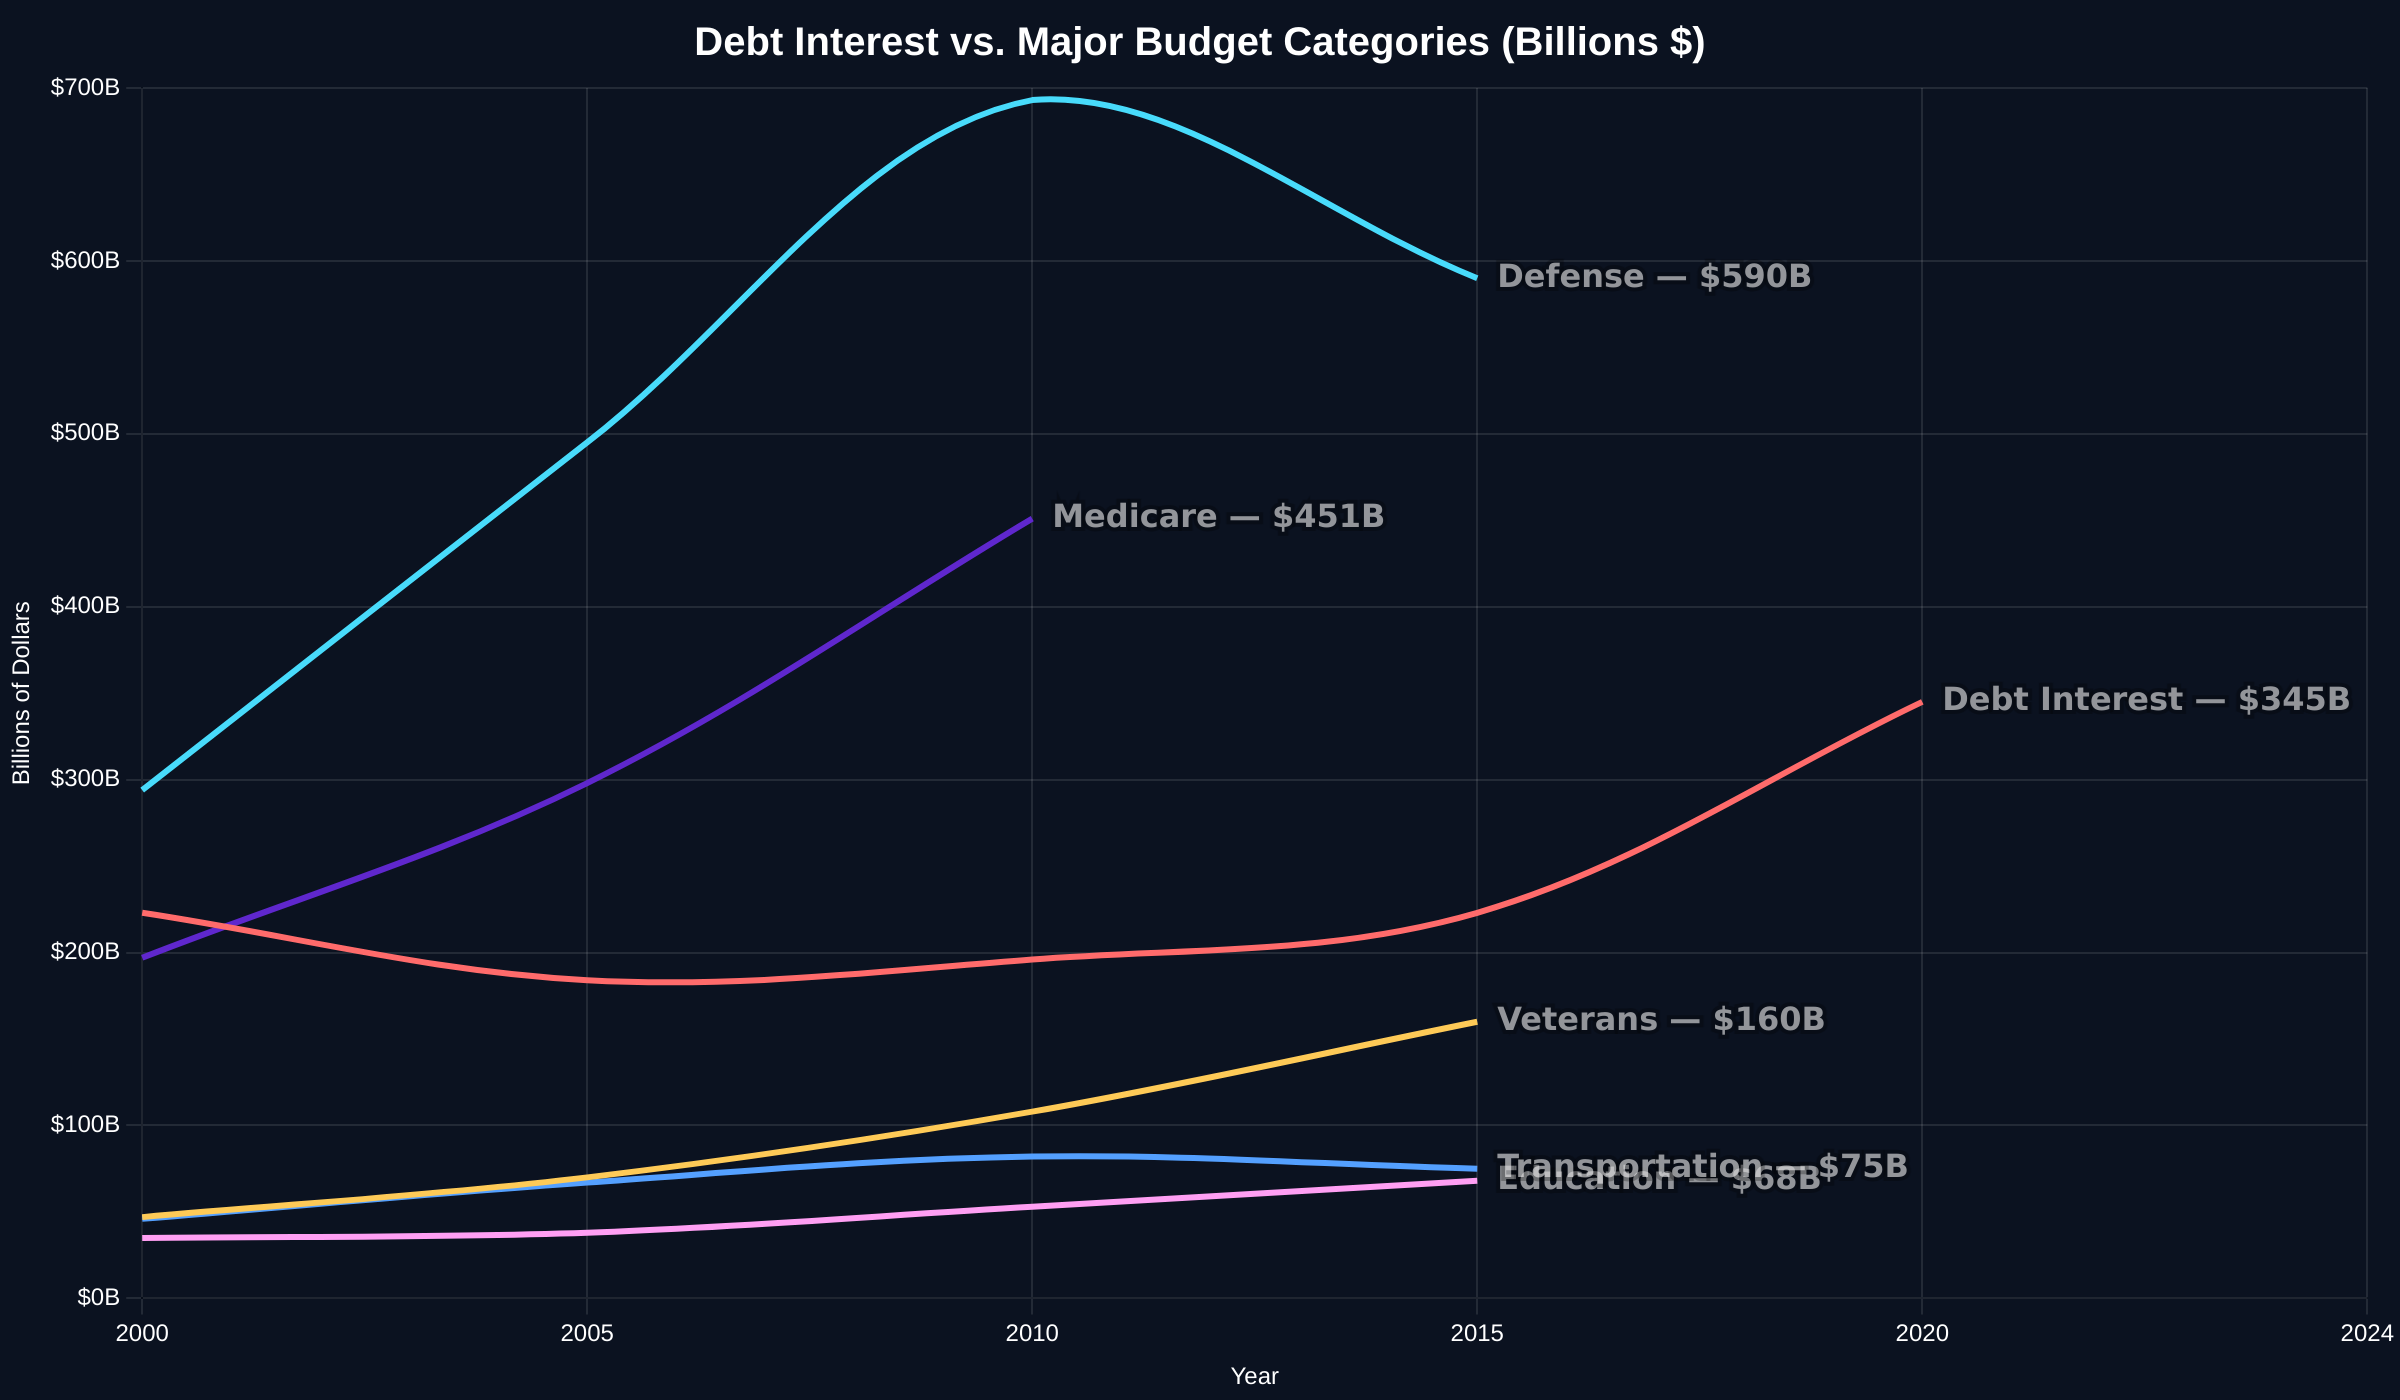 Debt Interest vs. Major Budget Categories (Billions $)
$700B
$600B
$500B
$400B
$300B
$200B
$100B
$0B
Billions of Dollars
Defense — $590B
Medicare — $451B
Debt Interest — $345B
Veterans — $160B
Transportation — $75B
Education — $68B
2000
2005
2010
2015
2020
2024
Year